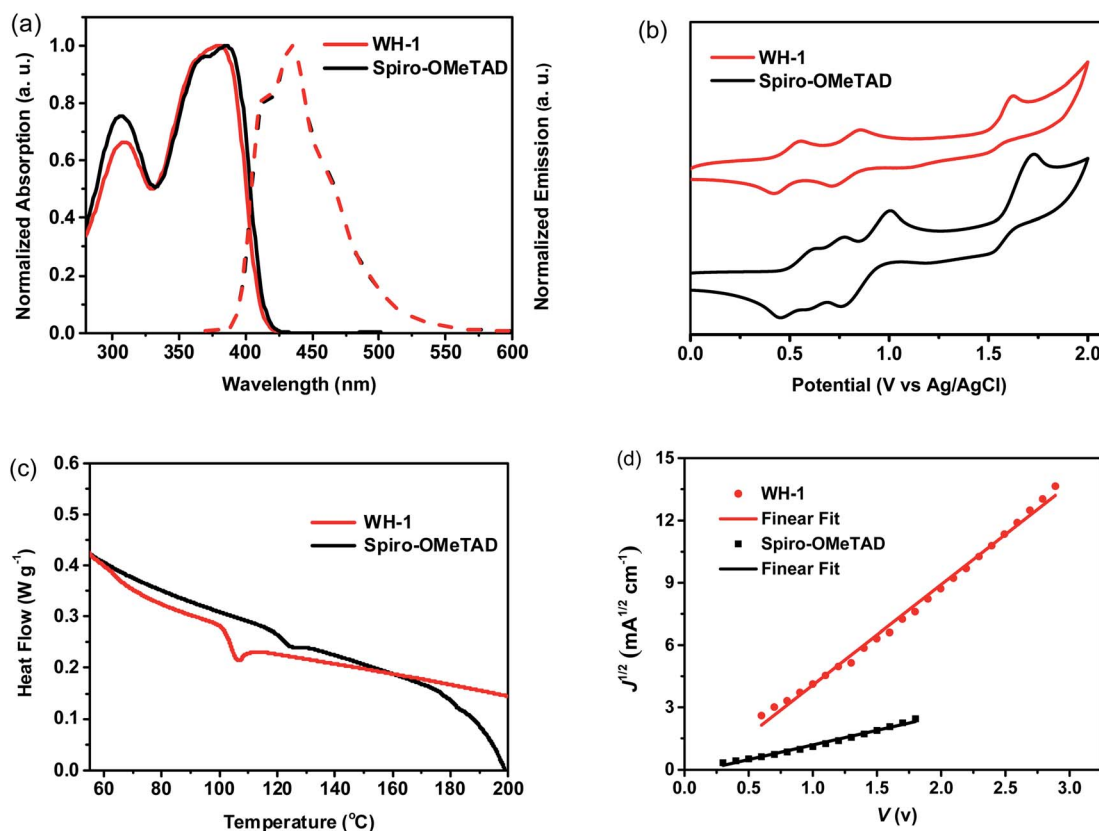 (a)
Normalized Absorption (a. u.)
1.0
0.8
0.6
0.4
0.2
0.0
WH-1
Spiro-OMeTAD
Normalized Emission (a. u.)
300 350 400 450 500 550 600
Wavelength (nm)
(b)
WH-1
Spiro-OMeTAD
0.0 0.5 1.0 1.5 2.0
Potential (V vs Ag/AgCl)
(c)
Heat Flow (W g⁻¹)
0.6
0.5
0.4
0.3
0.2
0.1
0.0
WH-1
Spiro-OMeTAD
60 80 100 120 140 160 180 200
Temperature (°C)
(d)
J¹/² (mA¹/² cm⁻¹)
15
12
9
6
3
0
WH-1
Finear Fit
Spiro-OMeTAD
Finear Fit
0.0 0.5 1.0 1.5 2.0 2.5 3.0
V (v)